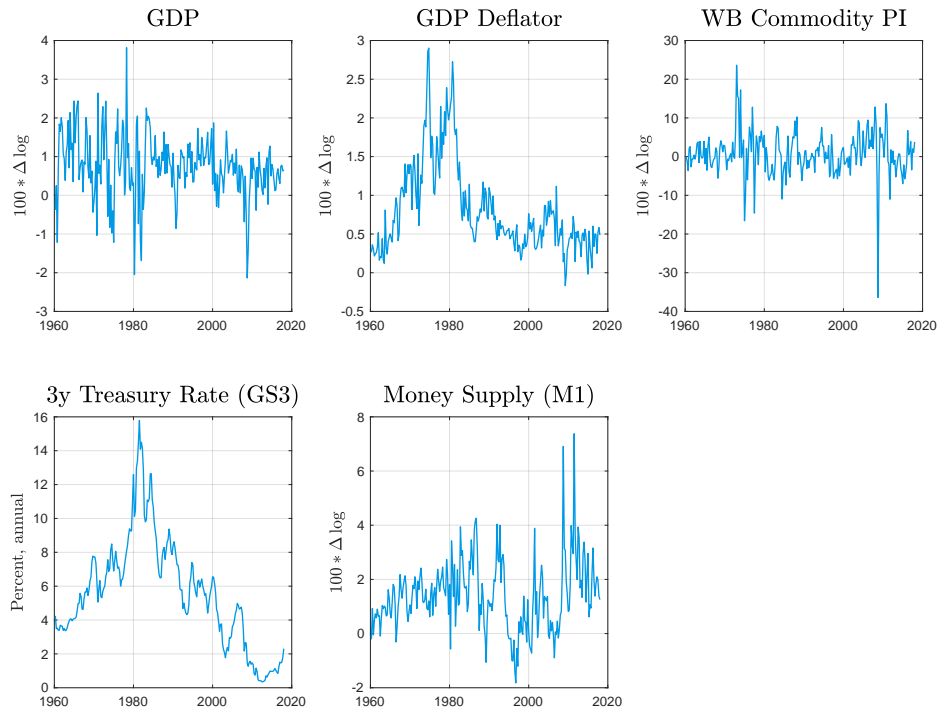 GDP
100 ∗ Δ log
4
3
2
1
0
-1
-2
-3
1960 1980 2000 2020
GDP Deflator
100 ∗ Δ log
3
2.5
2
1.5
1
0.5
0
-0.5
1960 1980 2000 2020
WB Commodity PI
100 ∗ Δ log
30
20
10
0
-10
-20
-30
-40
1960 1980 2000 2020
3y Treasury Rate (GS3)
Percent, annual
16
14
12
10
8
6
4
2
0
1960 1980 2000 2020
Money Supply (M1)
100 ∗ Δ log
8
6
4
2
0
-2
1960 1980 2000 2020